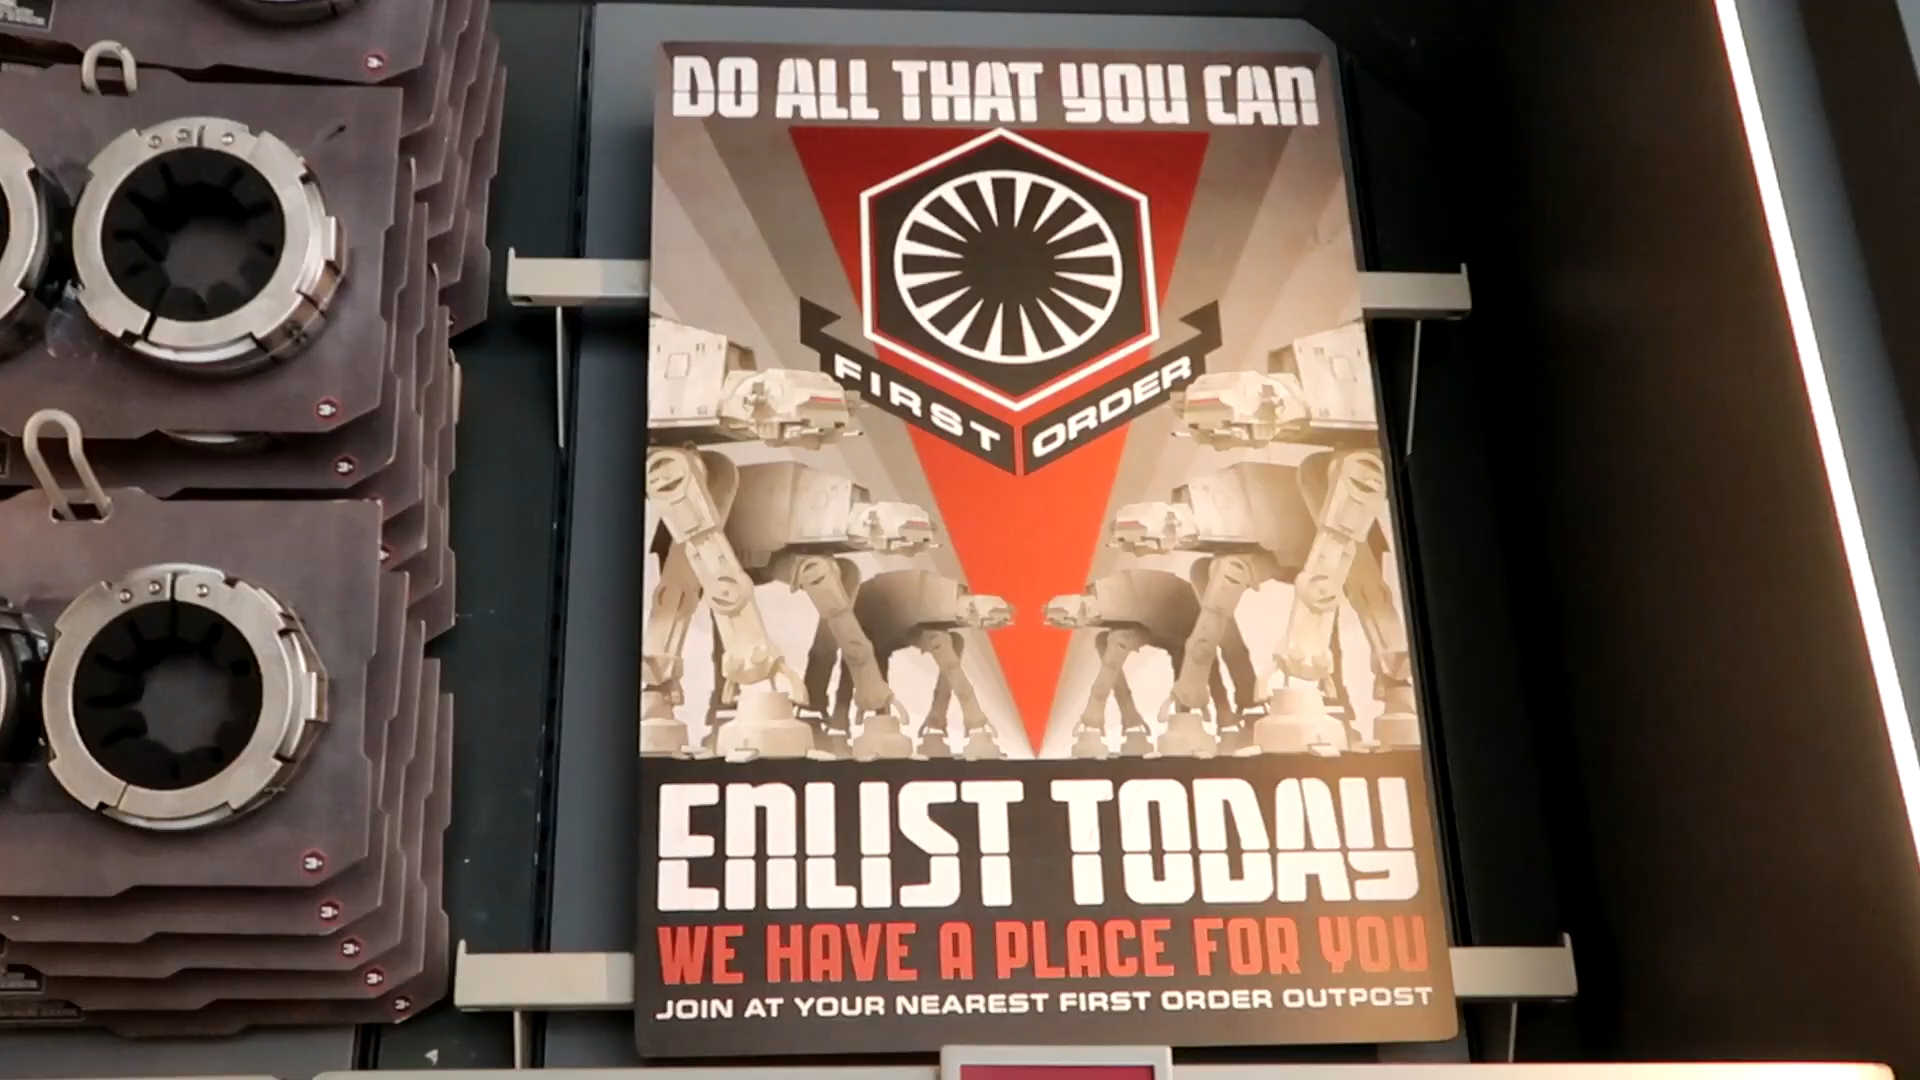 DO ALL THAT YOU CAN
FIRST ORDER
ENLIST TODAY
WE HAVE A PLACE FOR YOU
JOIN AT YOUR NEAREST FIRST ORDER OUTPOST